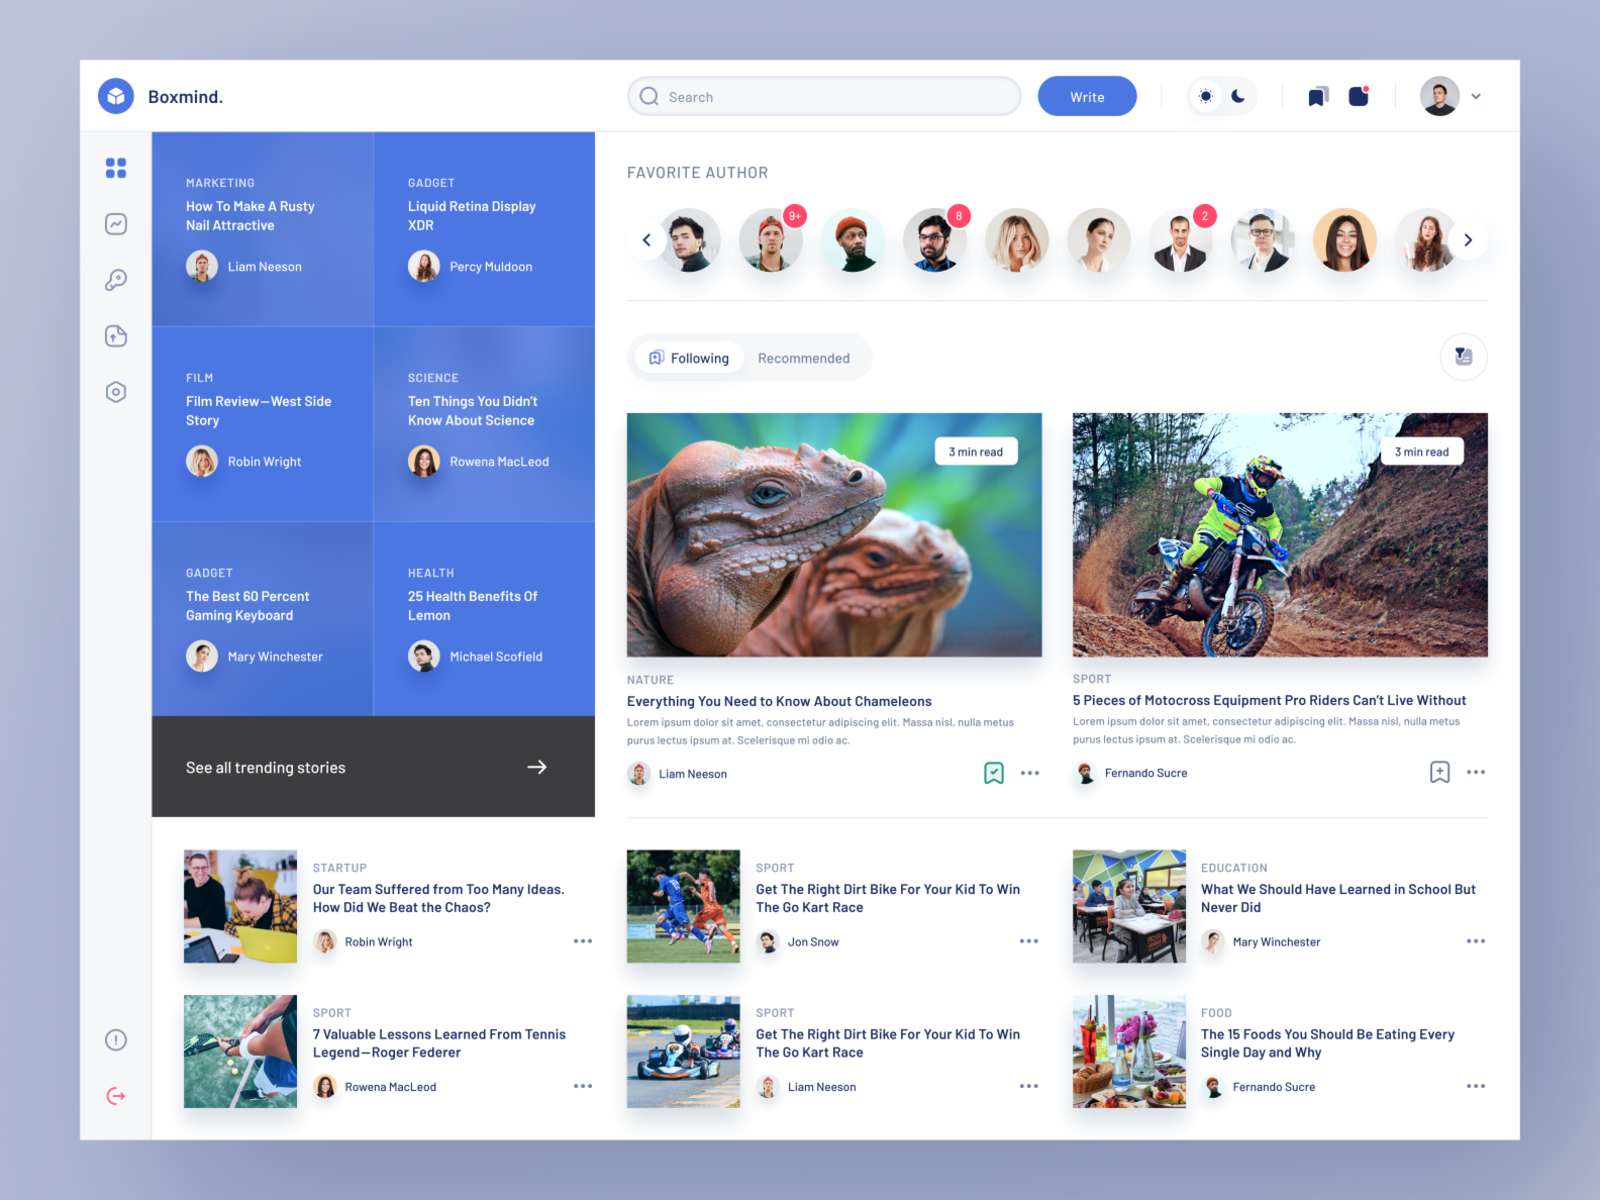 Boxmind.
Search
Write
MARKETING
How To Make A Rusty
Nail Attractive
Liam Neeson
GADGET
Liquid Retina Display
XDR
Percy Muldoon
FILM
Film Review—West Side
Story
Robin Wright
SCIENCE
Ten Things You Didn't
Know About Science
Rowena MacLeod
GADGET
The Best 60 Percent
Gaming Keyboard
Mary Winchester
HEALTH
25 Health Benefits Of
Lemon
Michael Scofield
See all trending stories
FAVORITE AUTHOR
9+
8
2
Following
Recommended
3 min read
NATURE
Everything You Need to Know About Chameleons
Lorem ipsum dolor sit amet, consectetur adipiscing elit. Massa nisl, nulla metus
purus lectus ipsum at. Scelerisque mi odio ac.
Liam Neeson
3 min read
SPORT
5 Pieces of Motocross Equipment Pro Riders Can't Live Without
Lorem ipsum dolor sit amet, consectetur adipiscing elit. Massa nisl, nulla metus
purus lectus ipsum at. Scelerisque mi odio ac.
Fernando Sucre
STARTUP
Our Team Suffered from Too Many Ideas.
How Did We Beat the Chaos?
Robin Wright
SPORT
Get The Right Dirt Bike For Your Kid To Win
The Go Kart Race
Jon Snow
EDUCATION
What We Should Have Learned in School But
Never Did
Mary Winchester
SPORT
7 Valuable Lessons Learned From Tennis
Legend—Roger Federer
Rowena MacLeod
SPORT
Get The Right Dirt Bike For Your Kid To Win
The Go Kart Race
Liam Neeson
FOOD
The 15 Foods You Should Be Eating Every
Single Day and Why
Fernando Sucre